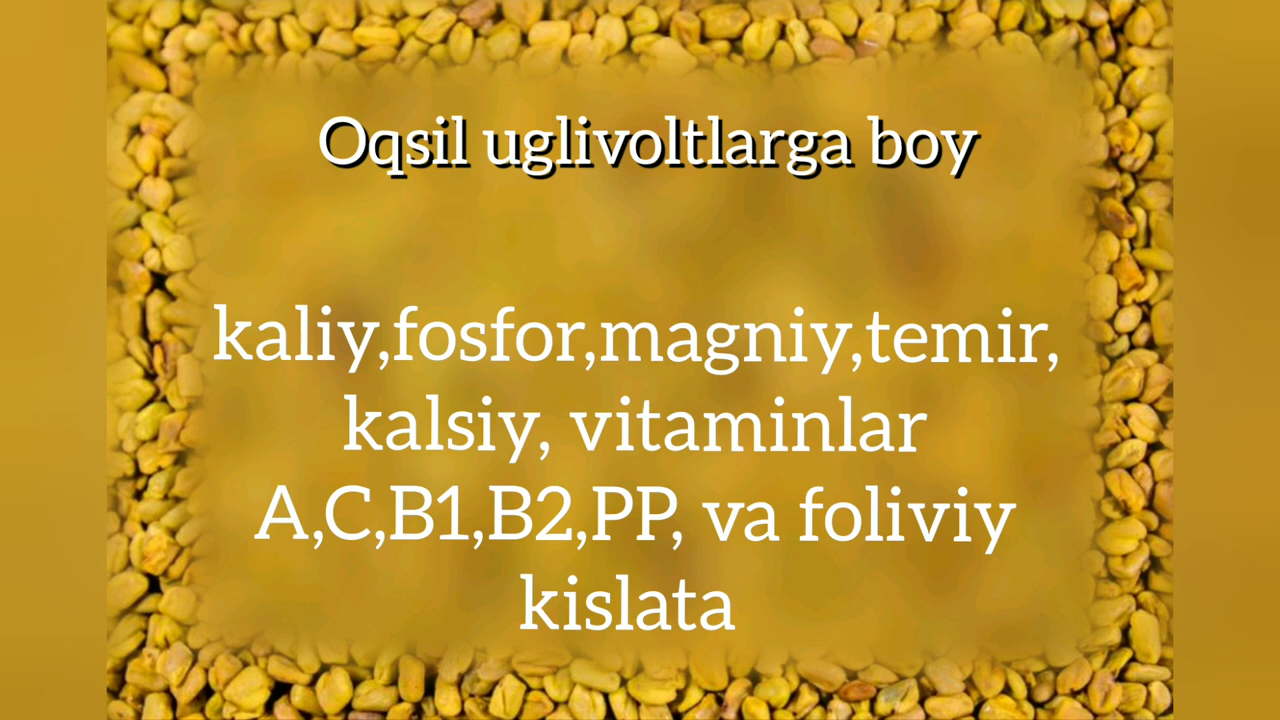 Oqsil uglivoltlarga boy
kaliy,fosfor,magniy,temir,
kalsiy, vitaminlar
A,C,B1,B2,PP, va foliviy
kislata